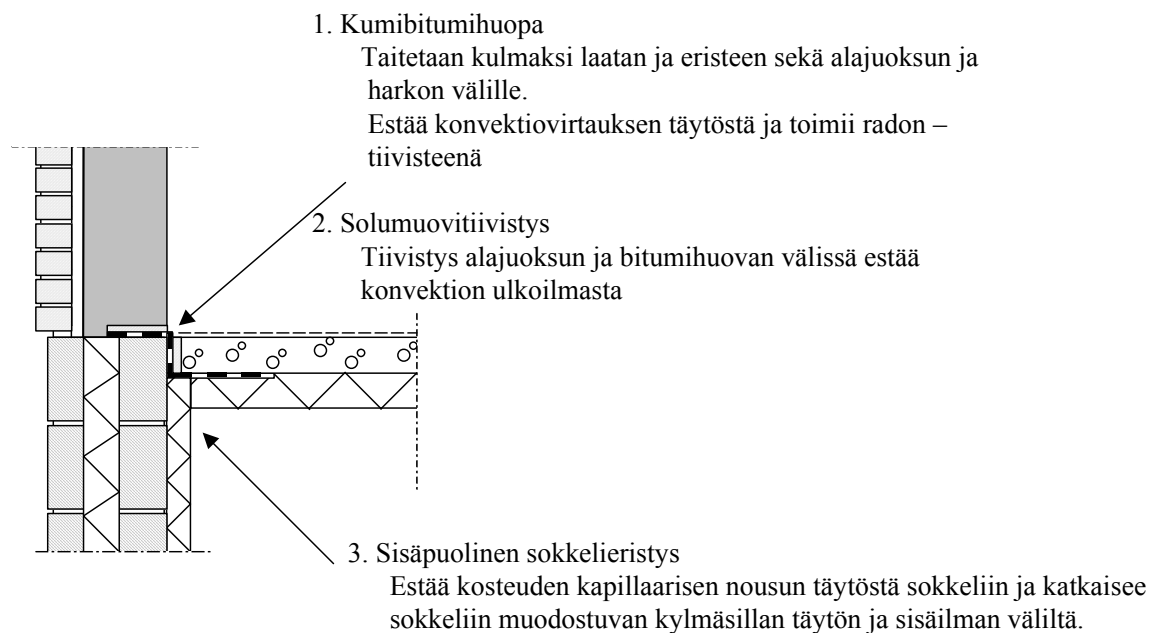 1. Kumibitumihuopa
Taitetaan kulmaksi laatan ja eristeen sekä alajuoksun ja
harkon välille.
Estää konvektiovirtauksen täytöstä ja toimii radon –
tiivisteenä
2. Solumuovitiivistys
Tiivistys alajuoksun ja bitumihuovan välissä estää
konvektion ulkoilmasta
3. Sisäpuolinen sokkelieristys
Estää kosteuden kapillaarisen nousun täytöstä sokkeliin ja katkaisee
sokkeliin muodostuvan kylmäsillan täytön ja sisäilman väliltä.